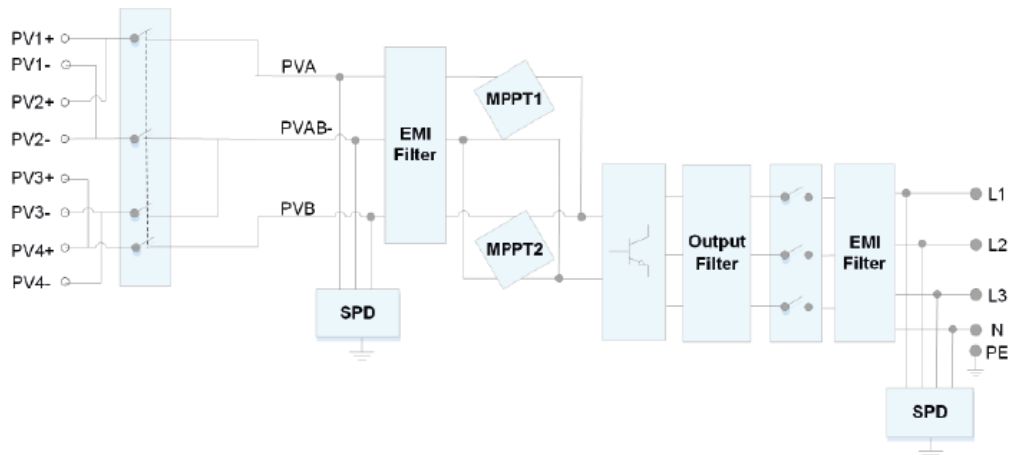 PV1+
PV1-
PV2+
PV2-
PV3+
PV3-
PV4+
PV4-
PVA
PVAB-
PVB
EMI
Filter
MPPT1
MPPT2
SPD
Output
Filter
EMI
Filter
L1
L2
L3
N
PE
SPD